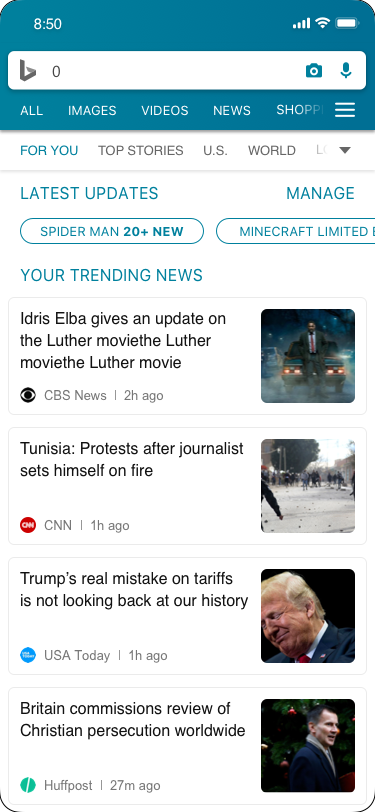 8:50
0
ALL IMAGES VIDEOS NEWS SHOPP
FOR YOU TOP STORIES U.S. WORLD L
LATEST UPDATES MANAGE
SPIDER MAN 20+ NEW MINECRAFT LIMITED E
YOUR TRENDING NEWS
Idris Elba gives an update on
the Luther moviethe Luther
moviethe Luther movie
CBS News | 2h ago
Tunisia: Protests after journalist
sets himself on fire
CNN CNN | 1h ago
Trump’s real mistake on tariffs
is not looking back at our history
USA TODAY USA Today | 1h ago
Britain commissions review of
Christian persecution worldwide
Huffpost | 27m ago